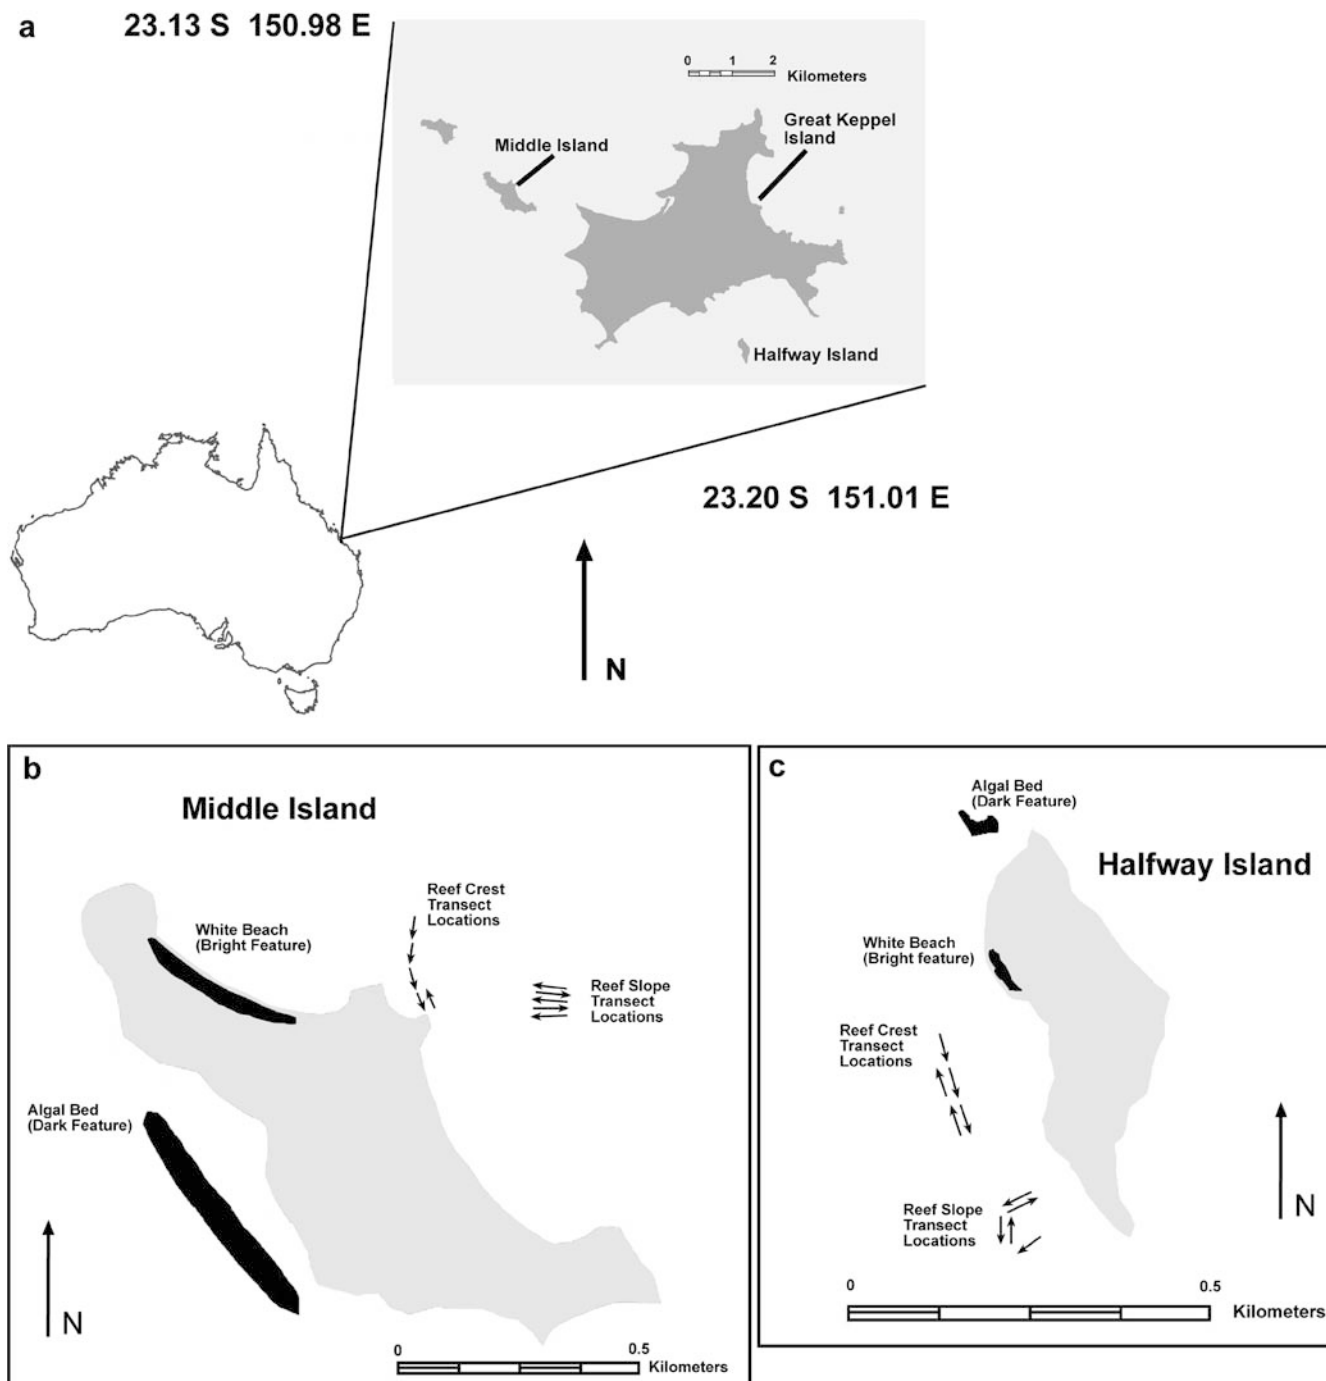 a
23.13 S  150.98 E
0 1 2
Kilometers
Great Keppel
Island
Middle Island
Halfway Island
23.20 S  151.01 E
N
b
Middle Island
Reef Crest
Transect
Locations
White Beach
(Bright Feature)
Reef Slope
Transect
Locations
Algal Bed
(Dark Feature)
N
0 0.5
Kilometers
c
Algal Bed
(Dark Feature)
Halfway Island
White Beach
(Bright feature)
Reef Crest
Transect
Locations
Reef Slope
Transect
Locations
N
0 0.5
Kilometers